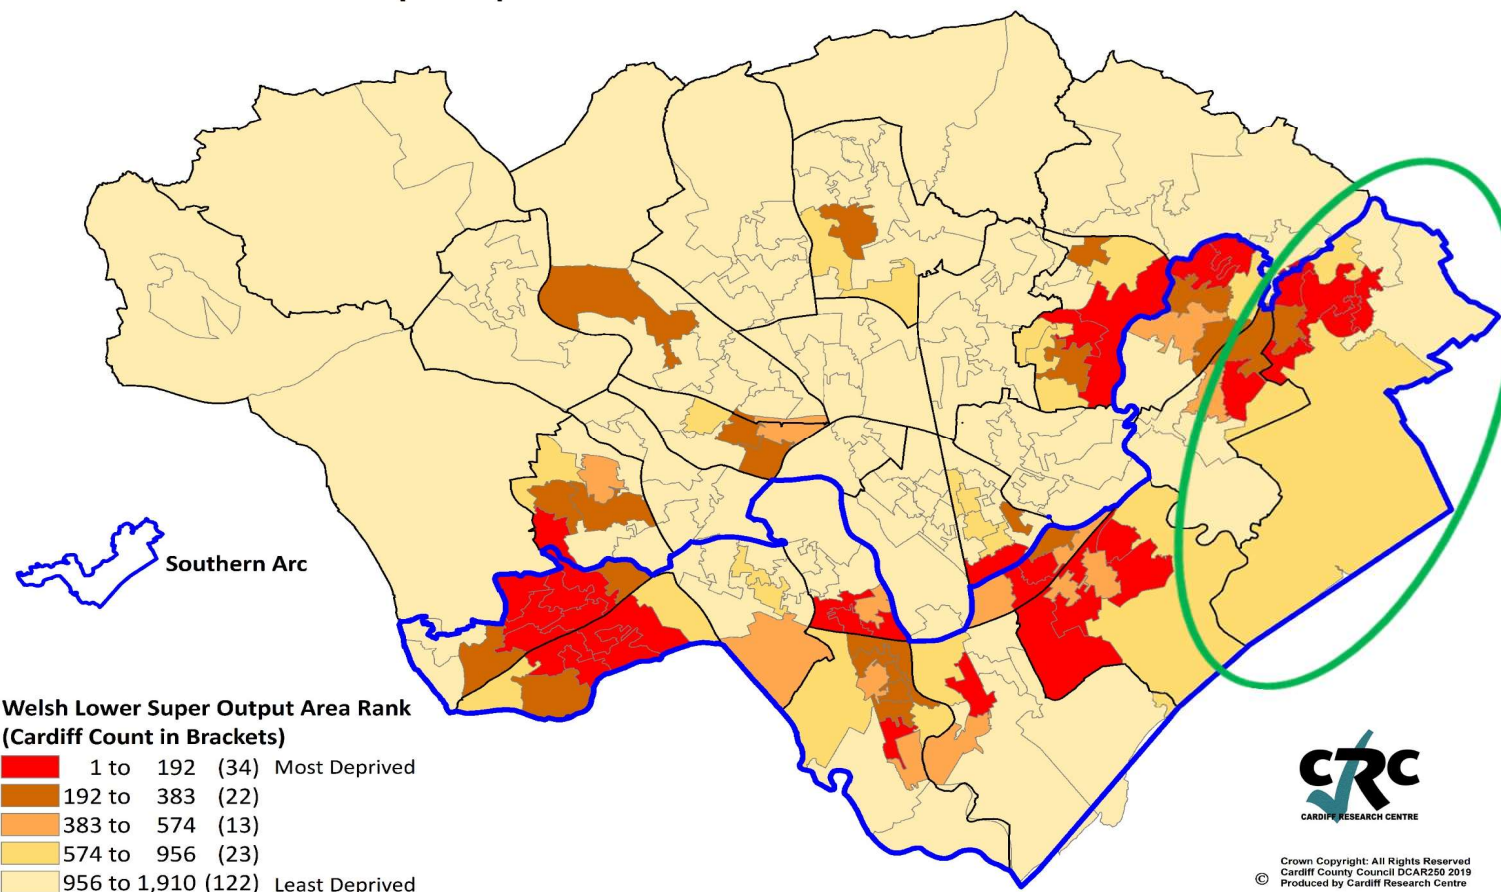 Southern Arc
Welsh Lower Super Output Area Rank
(Cardiff Count in Brackets)
1 to 192 (34) Most Deprived
192 to 383 (22)
383 to 574 (13)
574 to 956 (23)
956 to 1,910 (122) Least Deprived
CRC
CARDIFF RESEARCH CENTRE
Crown Copyright: All Rights Reserved
Cardiff County Council DCAR250 2019
© Produced by Cardiff Research Centre